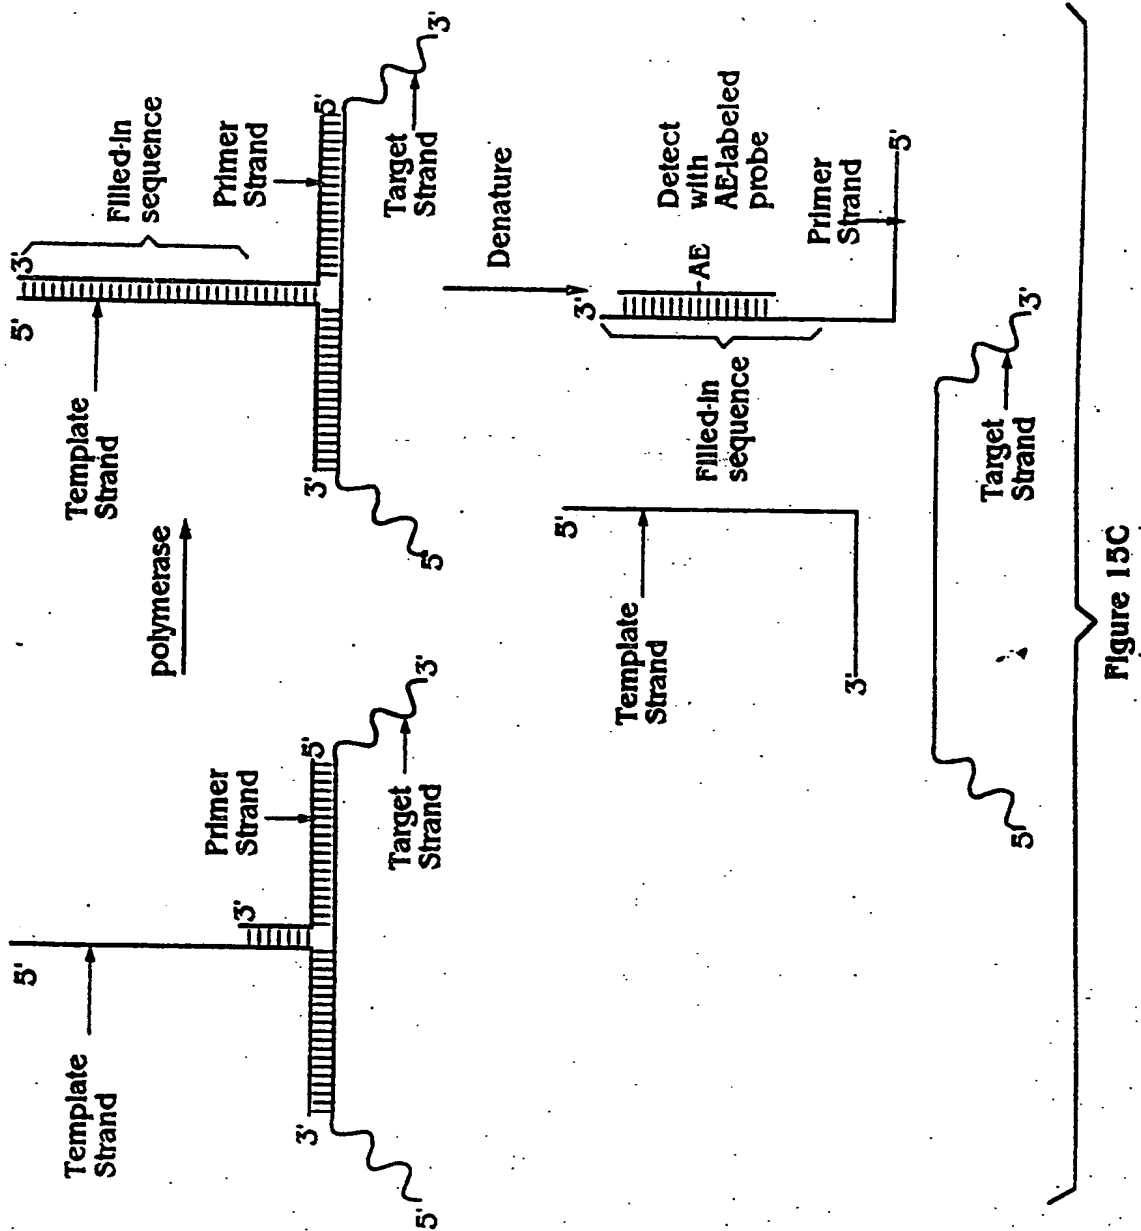 5'
Template
Strand
3'
Primer
Strand
3'
5'
5'
Target
Strand
3'
polymerase
5'
3'
Filled-in
sequence
Template
Strand
Primer
Strand
3'
5'
5
Target
Strand
3'
Denature
5'
Template
Strand
3'
3'
AE
Detect
with
AE-labeled
probe
Filled-in
sequence
Primer
Strand
5'
5'
Target
Strand
3'
Figure 15C